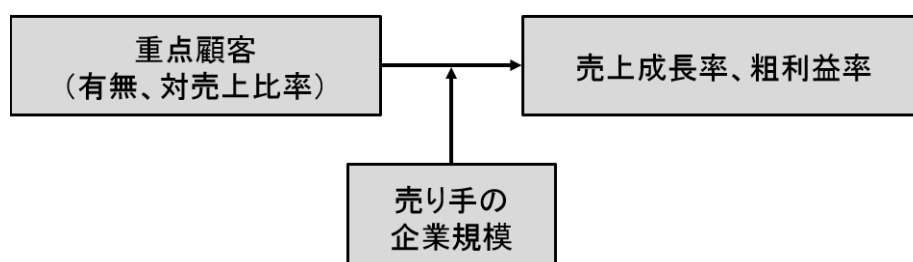 重点顧客
（有無、対売上比率）
売上成長率、粗利益率
売り手の
企業規模